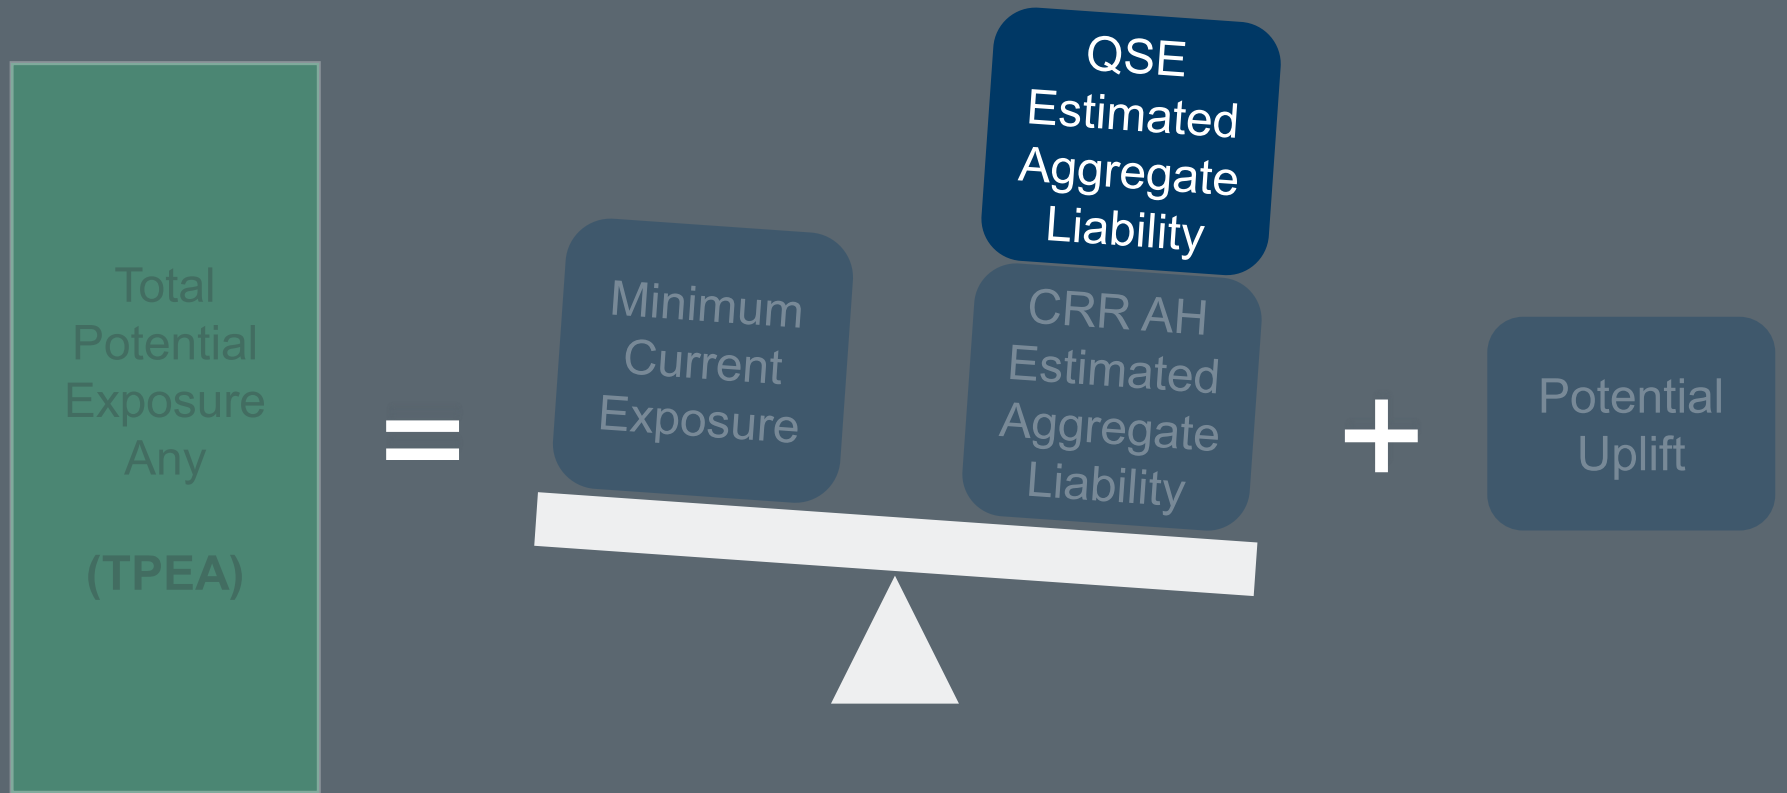 Total
Potential
Exposure
Any
(TPEA)
=
Minimum
Current
Exposure
QSE
Estimated
Aggregate
Liability
CRR AH
Estimated
Aggregate
Liability
+
Potential
Uplift